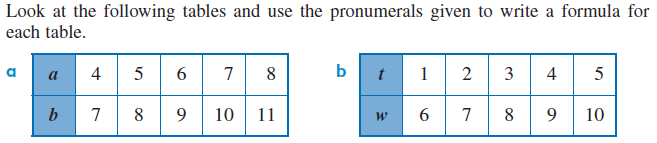 Look at the following tables and use the pronumerals given to write a formula for
each table.
a
a 4 5 6 7 8
b 7 8 9 10 11
b
t 1 2 3 4 5
w 6 7 8 9 10